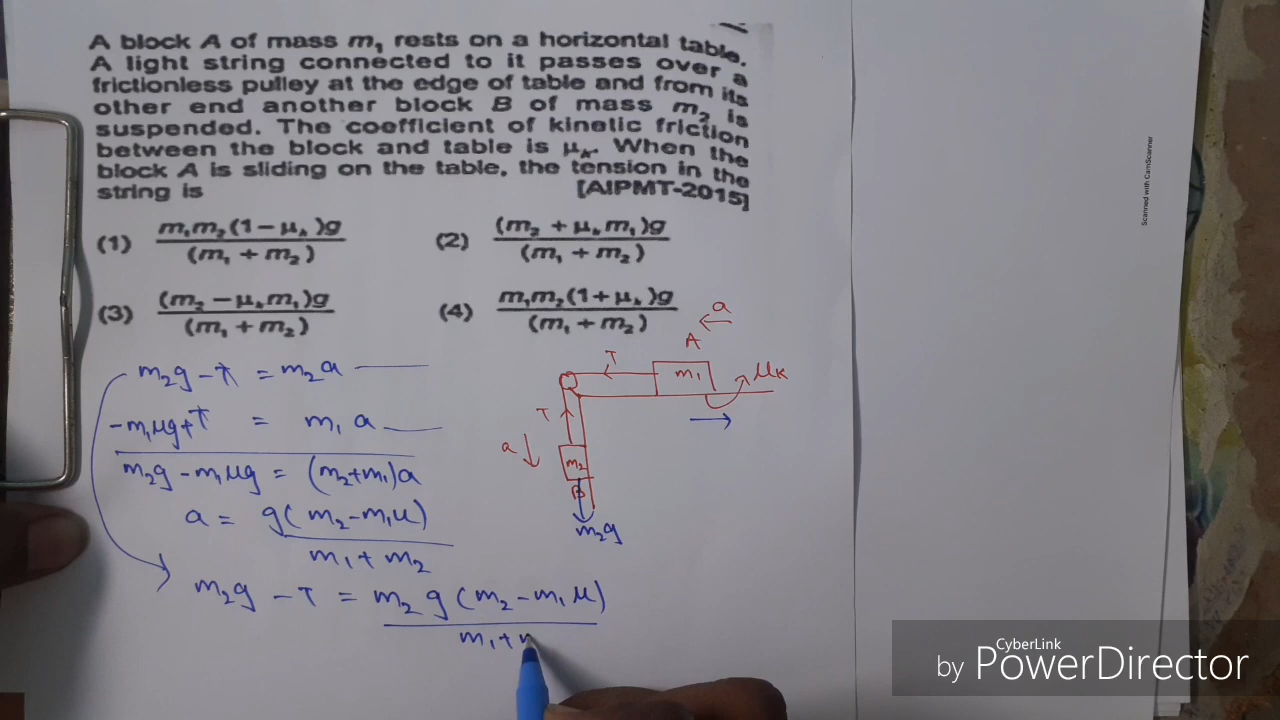 A block A of mass m₁ rests on a horizontal table.
A light string connected to it passes over a
frictionless pulley at the edge of table and from its
other end another block B of mass m₂ is
suspended. The coefficient of kinetic friction
between the block and table is μₖ. When the
block A is sliding on the table, the tension in the
string is [AIPMT-2015]
(1) m₁m₂(1-μₖ)g / (m₁ + m₂)
(2) (m₂ + μₖm₁)g / (m₁ + m₂)
(3) (m₂ -μₖm₁)g / (m₁ + m₂)
(4) m₁m₂(1+μₖ)g / (m₁ + m₂)
a
A
T
m₁
μK
T
a
m₂
B
m₂g
m₂g - T = m₂a
-m₁μg+T = m₁ a
m₂g - m₁μg = (m₂+m₁)a
a = g(m₂-m₁μ) / m₁ + m₂
m₂g - T = m₂ g (m₂ - m₁ μ) / m₁+
Scanned with CamScanner
CyberLink
by PowerDirector